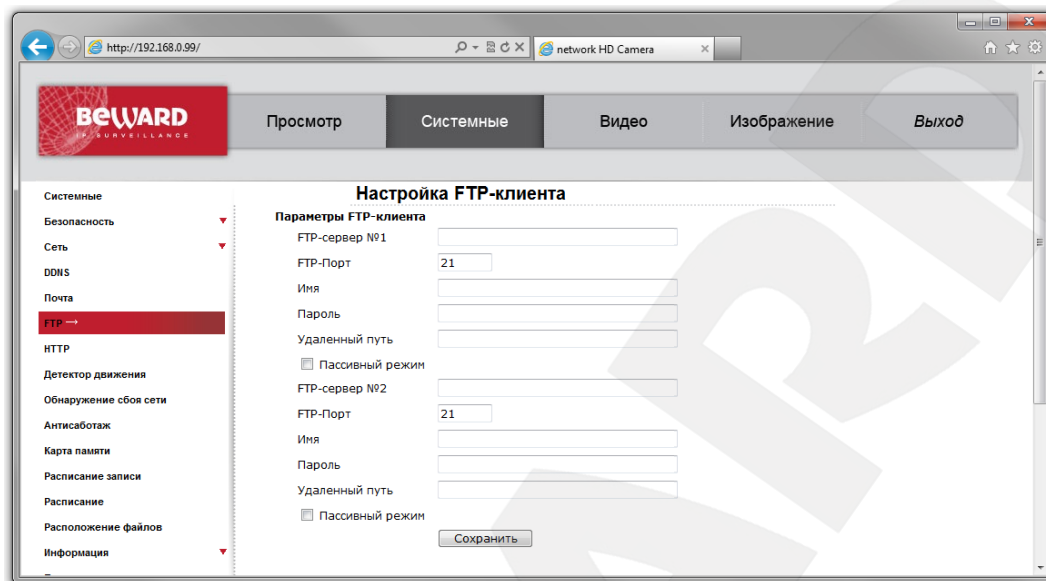 http://192.168.0.99/
network HD Camera
BEWARD
IP SURVEILLANCE
Просмотр
Системные
Видео
Изображение
Выход
Системные
Безопасность
Сеть
DDNS
Почта
FTP→
HTTP
Детектор движения
Обнаружение сбоя сети
Антисаботаж
Карта памяти
Расписание записи
Расписание
Расположение файлов
Информация
Настройка FTP-клиента
Параметры FTP-клиента
FTP-сервер №1
FTP-Порт 21
Имя
Пароль
Удаленный путь
Пассивный режим
FTP-сервер №2
FTP-Порт 21
Имя
Пароль
Удаленный путь
Пассивный режим
Сохранить